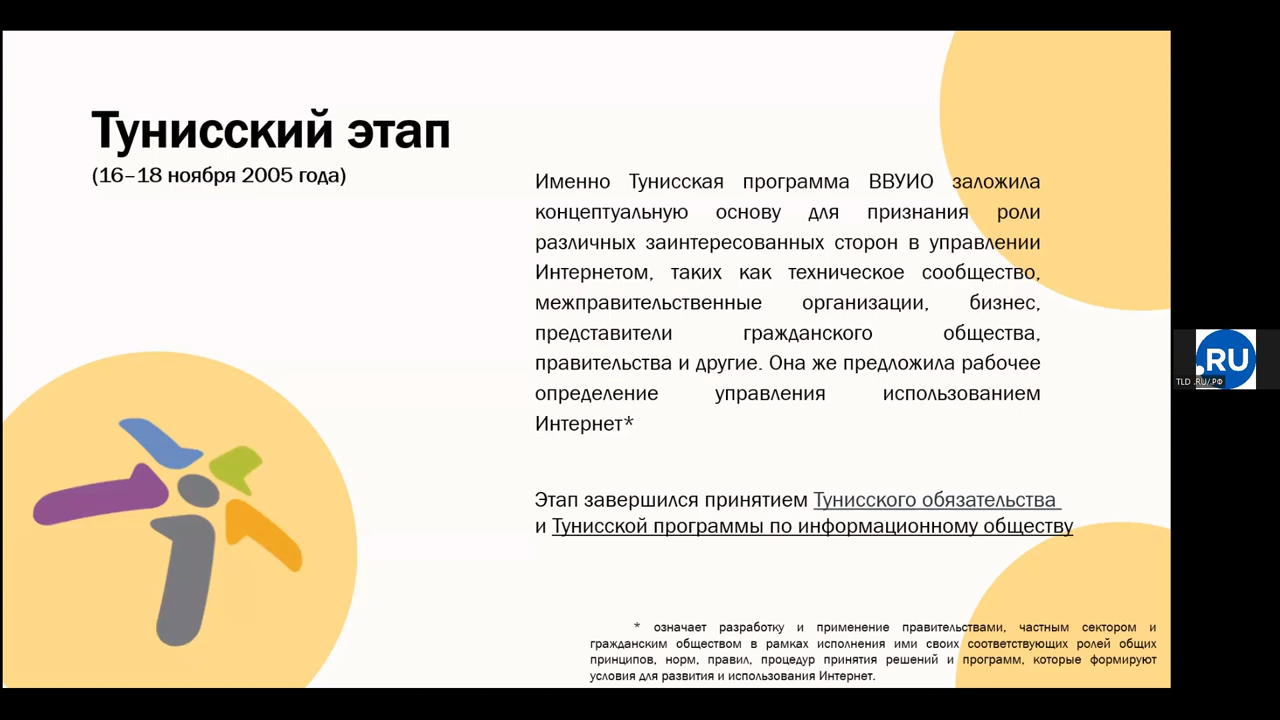 Тунисский этап
(16–18 ноября 2005 года)
Именно Тунисская программа ВВУИО заложила
концептуальную основу для признания роли
различных заинтересованных сторон в управлении
Интернетом, таких как техническое сообщество,
межправительственные организации, бизнес,
представители гражданского общества,
правительства и другие. Она же предложила рабочее
определение управления использованием
Интернет*
Этап завершился принятием Тунисского обязательства
и Тунисской программы по информационному обществу
* означает разработку и применение правительствами, частным сектором и
гражданским обществом в рамках исполнения ими своих соответствующих ролей общих
принципов, норм, правил, процедур принятия решений и программ, которые формируют
условия для развития и использования Интернет.
.RU
TLD .RU/.РФ